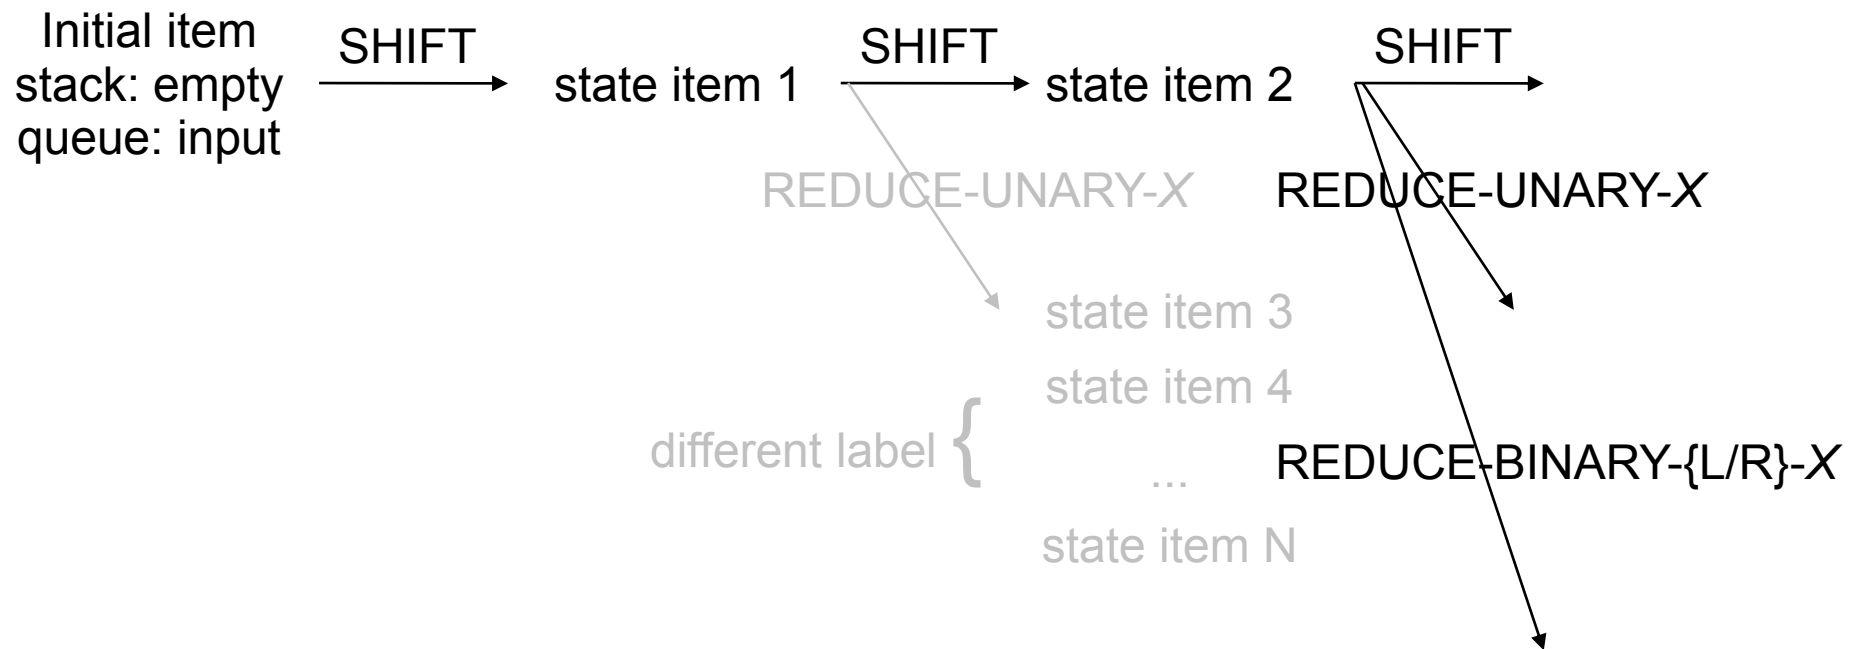 Initial item
stack: empty
queue: input
SHIFT
state item 1
SHIFT
state item 2
SHIFT
REDUCE-UNARY-X
REDUCE-UNARY-X
state item 3
state item 4
different label {
...
REDUCE-BINARY-{L/R}-X
state item N